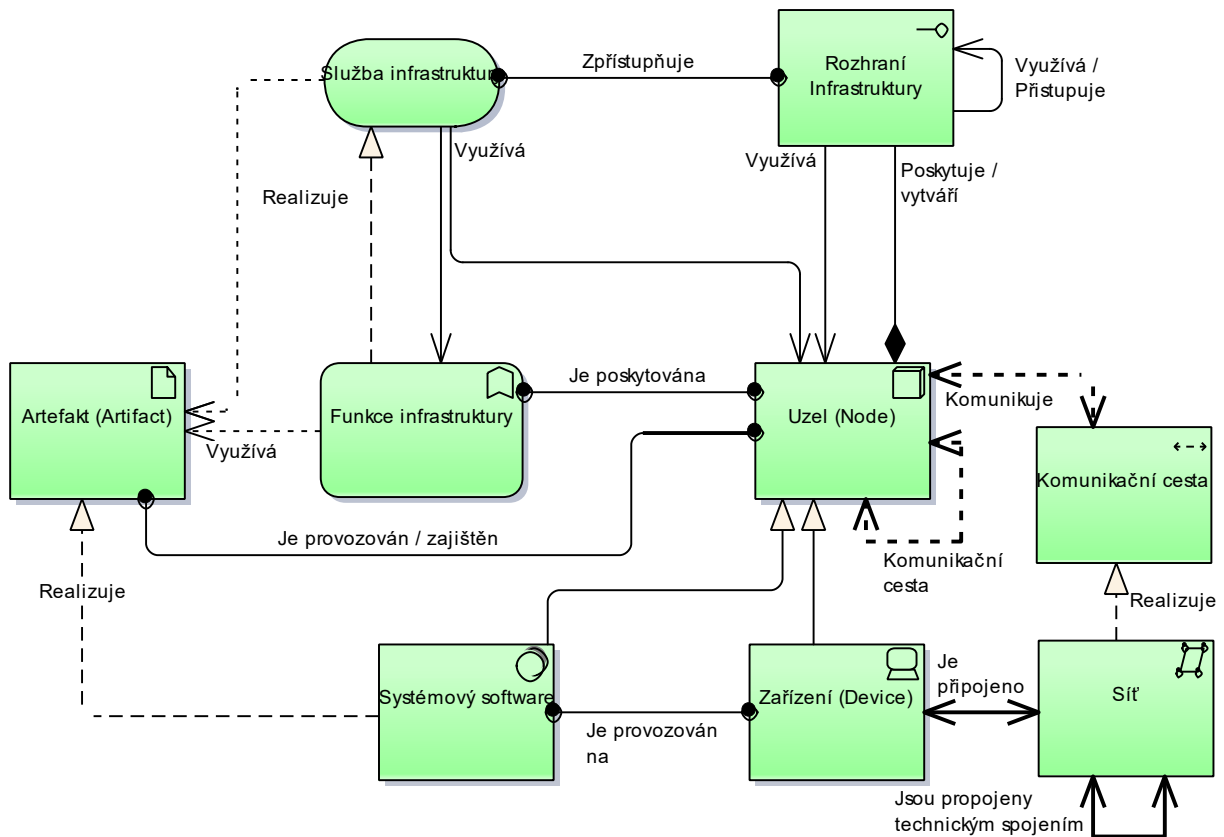 Služba infrastruktur
Zpřístupňuje
Rozhraní
Infrastruktury
Využívá /
Přistupuje
Využívá
Využívá
Poskytuje /
vytváří
Realizuje
Artefakt (Artifact)
Využívá
Funkce infrastruktury
Je poskytována
Uzel (Node)
Komunikuje
Komunikační cesta
Je provozován / zajištěn
Komunikační
cesta
Realizuje
Realizuje
Systémový software
Je provozován
na
Zařízení (Device)
Je
připojeno
Síť
Jsou propojeny
technickým spojením